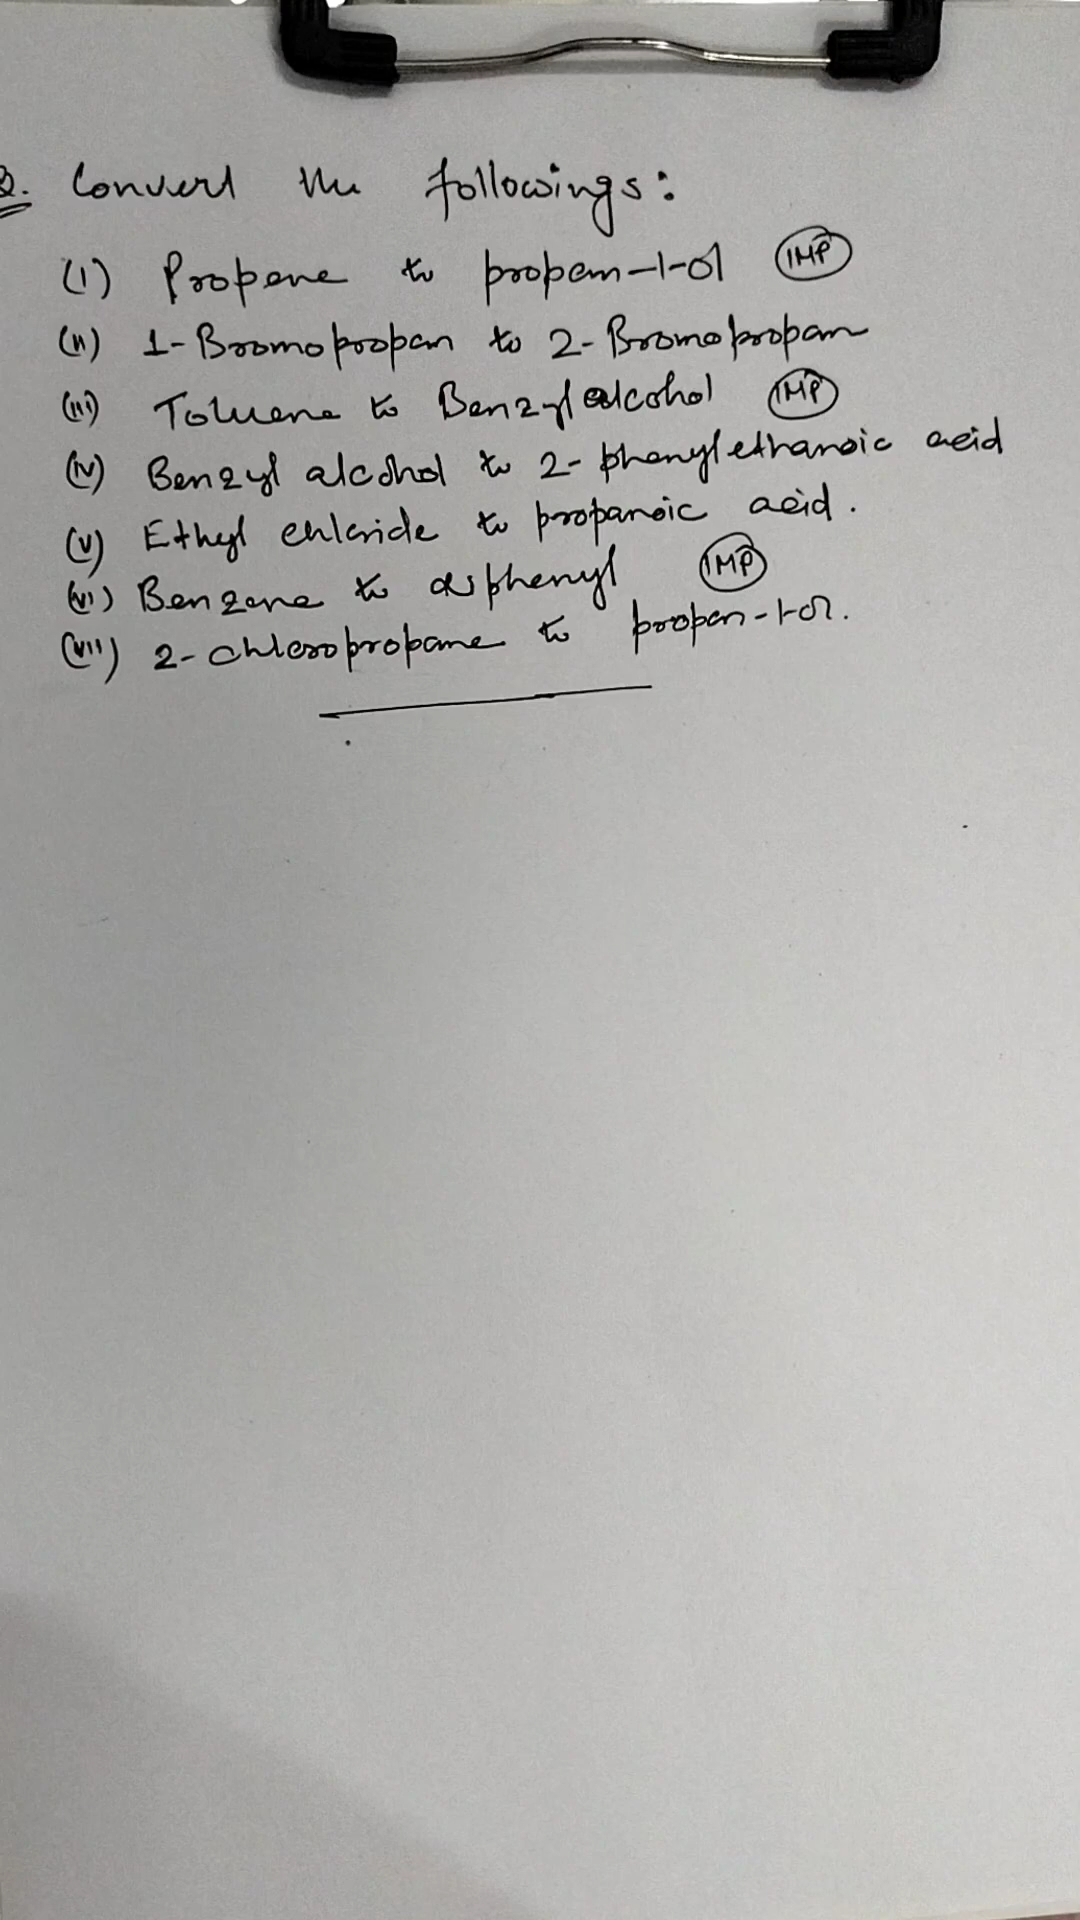 Q. Convert the followings:
(i) Propene to propan-1-ol IMP
(ii) 1-Bromopropan to 2-Bromopropan
(iii) Toluene to Benzyl alcohol IMP
(iv) Benzyl alcohol to 2-phenylethanoic acid
(v) Ethyl chloride to propanoic acid.
(vi) Benzene to diphenyl IMP
(vii) 2-chloropropane to propan-1-ol.